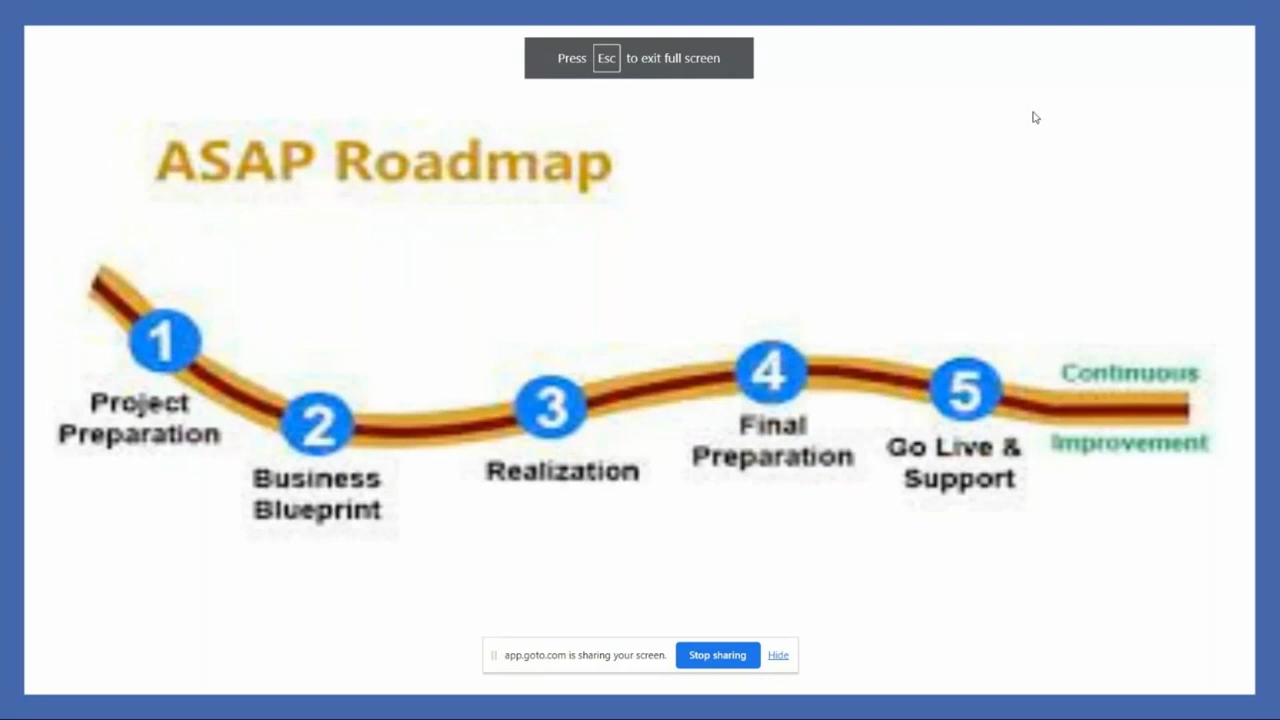 Press Esc to exit full screen
ASAP Roadmap
1
Project
Preparation
2
Business
Blueprint
3
Realization
4
Final
Preparation
5
Go Live &
Support
Continuous
Improvement
app.goto.com is sharing your screen. Stop sharing Hide